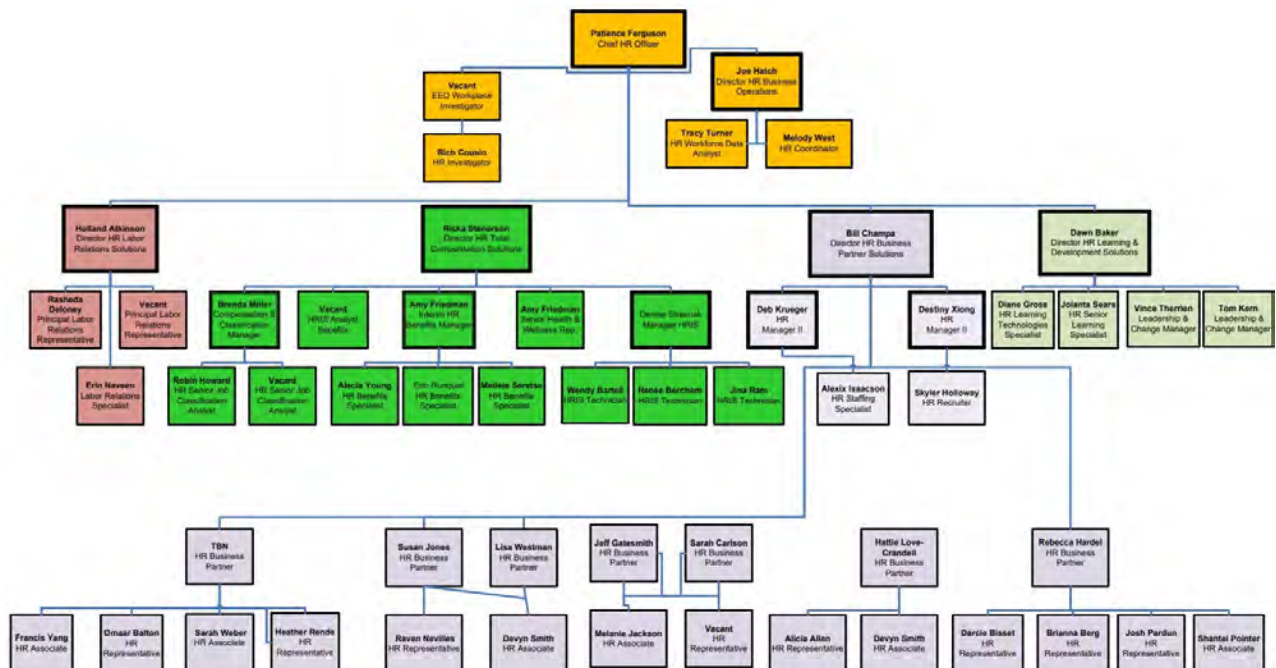 Patience Ferguson
Chief HR Officer
Joe Hatch
Director HR Business
Operations
Vacant
EEO Workplace
Investigator
Tracy Turner
HR Workforce Data
Analyst
Melody West
HR Coordinator
Rich Cousin
HR Investigator
Holland Atkinson
Director HR Labor
Relations Solutions
Director HR Total
Compensation Solutions
Bill Champa
Director HR Business
Partner Solutions
Dawn Baker
Director HR Learning &
Development Solutions
Rasheda
Deloney
Principal Labor
Relations
Representative
Vacant
Principal Labor
Relations
Representative
Brenda Miller
Compensation &
Classification
Manager
Vacant
HRIS Analyst
Benefits
Amy Friedman
Interim HR
Benefits Manager
Amy Friedman
Senior Health &
Wellness Rep
Denise
Manager HRIS
Deb Krueger
HR
Manager II
Destiny Xiong
HR
Manager II
Diane Gross
HR Learning
Technologies
Specialist
Jolanta Sears
HR Senior
Learning
Specialist
Vince Therrien
Leadership &
Change Manager
Tom Kern
Leadership &
Change Manager
Erin Naveen
Labor Relations
Specialist
Robin Howard
HR Senior Job
Classification
Analyst
Vacant
HR Senior Job
Classification
Analyst
Alecia Young
HR Benefits
Specialist
Erin
HR Benefits
Specialist
HR Benefits
Specialist
Wendy Bartell
HRIS Technician
Renée Berchem
HRIS Technician
Jina Ram
HRIS Technician
Alexix Isaacson
HR Staffing
Specialist
Skyler Holloway
HR Recruiter
TBN
HR Business
Partner
Susan Jones
HR Business
Partner
Lisa Westman
HR Business
Partner
Jeff Gatesmith
HR Business
Partner
Sarah Carlson
HR Business
Partner
Hattie Love-
Crandell
HR Business
Partner
Rebecca Hardel
HR Business
Partner
Francis Yang
HR Associate
Omaar Balton
HR
Representative
Sarah Weber
HR Associate
Heather Rende
HR
Representative
Raven Nevilles
HR Representative
Devyn Smith
HR Associate
Melanie Jackson
HR Associate
Vacant
HR
Representative
Alicia Allen
HR
Representative
Devyn Smith
HR Associate
Darcie Bisset
HR
Representative
Brianna Berg
HR
Representative
Josh Pardun
HR
Representative
Shantel Pointer
HR Associate